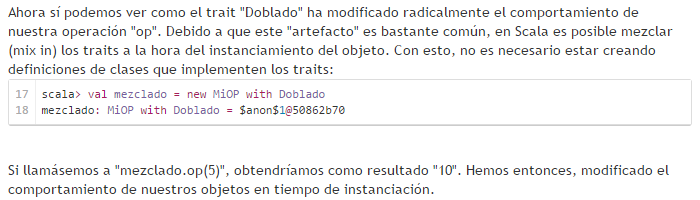 Ahora sí podemos ver como el trait "Doblado" ha modificado radicalmente el comportamiento de
nuestra operación "op". Debido a que este "artefacto" es bastante común, en Scala es posible mezclar
(mix in) los traits a la hora del instanciamiento del objeto. Con esto, no es necesario estar creando
definiciones de clases que implementen los traits:
17 scala> val mezclado = new MiOP with Doblado
18 mezclado: MiOP with Doblado = $anon$1@50862b70
Si llamásemos a "mezclado.op(5)", obtendríamos como resultado "10". Hemos entonces, modificado el
comportamiento de nuestros objetos en tiempo de instanciación.